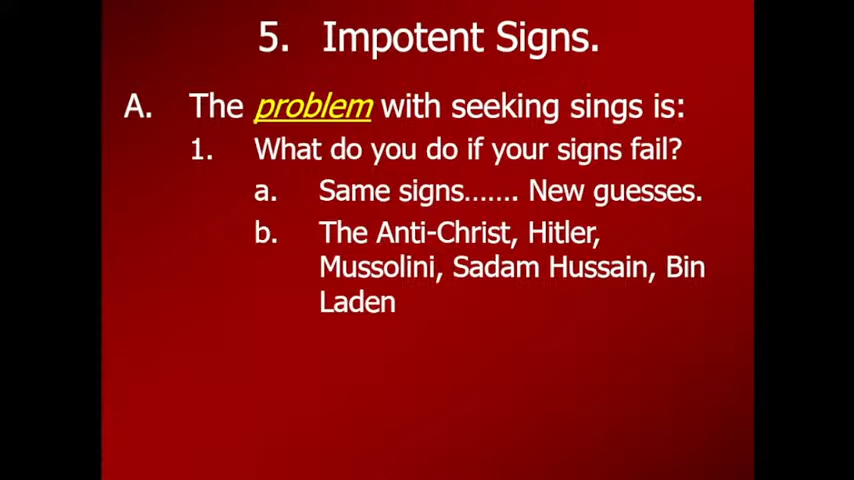 5. Impotent Signs.
A. The problem with seeking sings is:
1. What do you do if your signs fail?
a. Same signs....... New guesses.
b. The Anti-Christ, Hitler,
Mussolini, Sadam Hussain, Bin
Laden